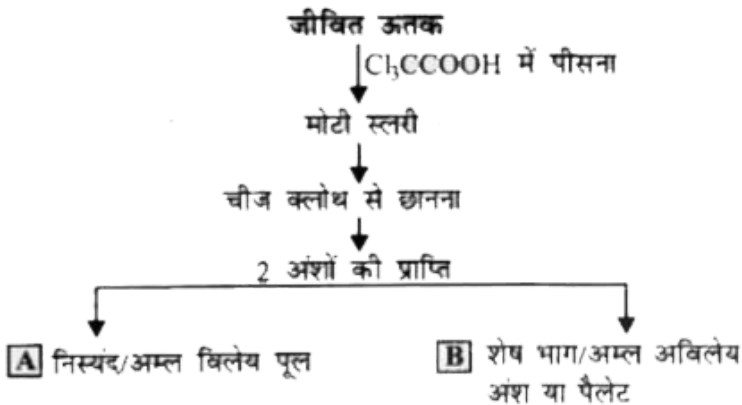 जीवित ऊतक
Cl₃CCOOH में पीसना
मोटी स्लरी
चीज क्लोथ से छानना
2 अंशों की प्राप्ति
A निस्यंद/अम्ल विलेय पूल
B शेष भाग/अम्ल अविलेय
अंश या पैलेट